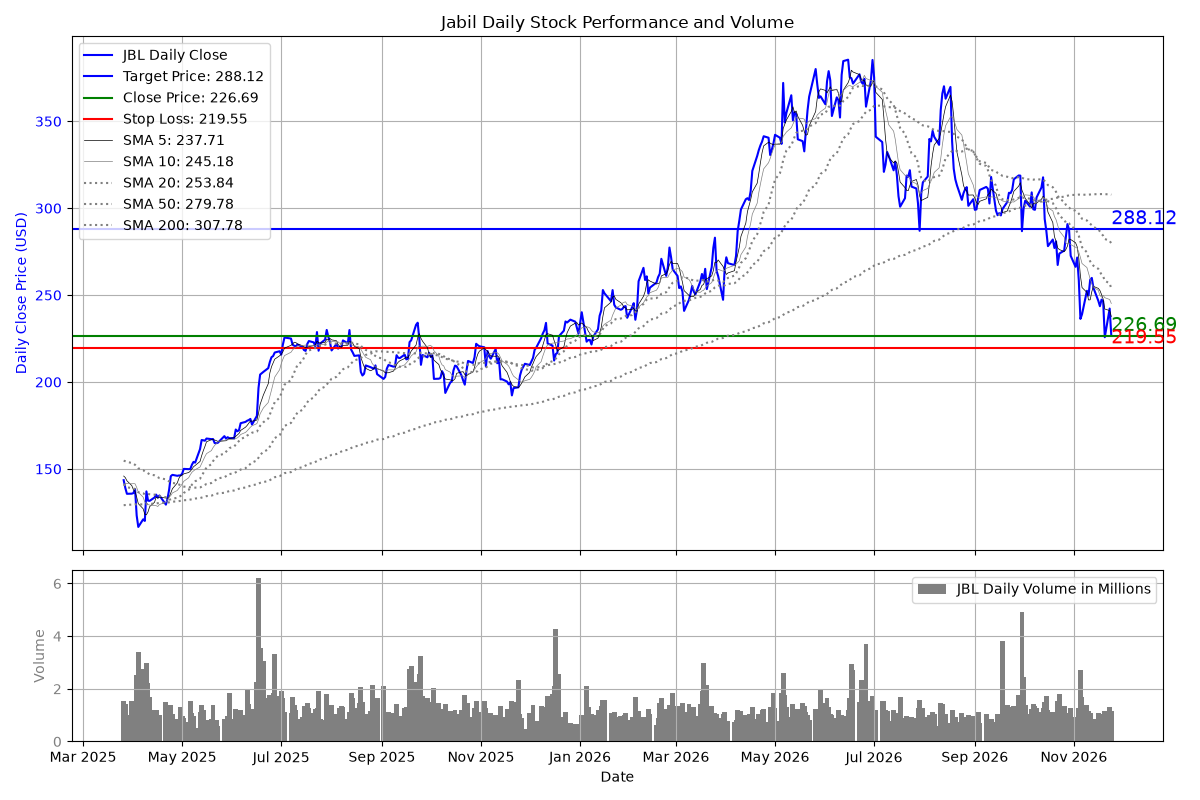 Jabil Daily Stock Performance and Volume
JBL Daily Close
Target Price: 288.12
Close Price: 226.69
Stop Loss: 219.55
SMA 5: 237.71
SMA 10: 245.18
SMA 20: 253.84
SMA 50: 279.78
SMA 200: 307.78
Daily Close Price (USD)
350
300
250
200
150
288.12
226.69
219.55
JBL Daily Volume in Millions
Volume
6
4
2
0
Mar 2025 May 2025 Jul 2025 Sep 2025 Nov 2025 Jan 2026 Mar 2026 May 2026 Jul 2026 Sep 2026 Nov 2026
Date